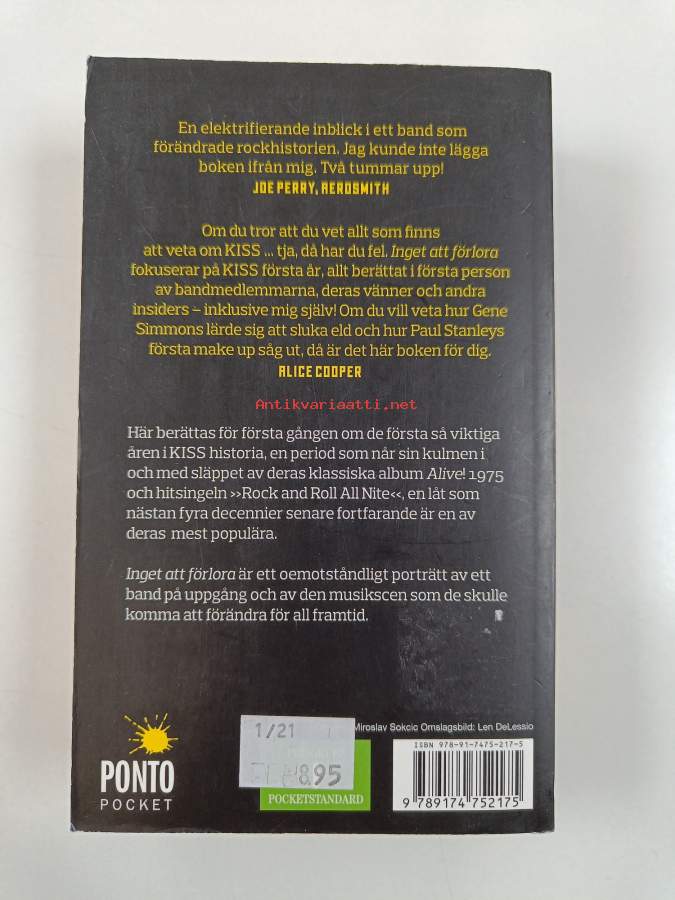 En elektrifierande inblick i ett band som
förändrade rockhistorien. Jag kunde inte lägga
boken ifrån mig. Två tummar upp!
JOE PERRY, AEROSMITH
Om du tror att du vet allt som finns
att veta om KISS ... tja, då har du fel. Inget att förlora
fokuserar på KISS första år, allt berättat i första person
av bandmedlemmarna, deras vänner och andra
insiders – inklusive mig själv! Om du vill veta hur Gene
Simmons lärde sig att sluka eld och hur Paul Stanleys
första make up såg ut, då är det här boken för dig.
ALICE COOPER
Antikvariaatti.net
Här berättas för första gången om de första så viktiga
åren i KISS historia, en period som når sin kulmen i
och med släppet av deras klassiska album Alive! 1975
och hitsingeln »Rock and Roll All Nite«, en låt som
nästan fyra decennier senare fortfarande är en av
deras mest populära.
Inget att förlora är ett oemotståndligt porträtt av ett
band på uppgång och av den musikscen som de skulle
komma att förändra för all framtid.
Miroslav Sokcic Omslagsbild: Len DeLessio
1/21
8,95
PONTO
POCKET
POCKETSTANDARD
ISBN 978-91-7475-217-5
9 789174 752175